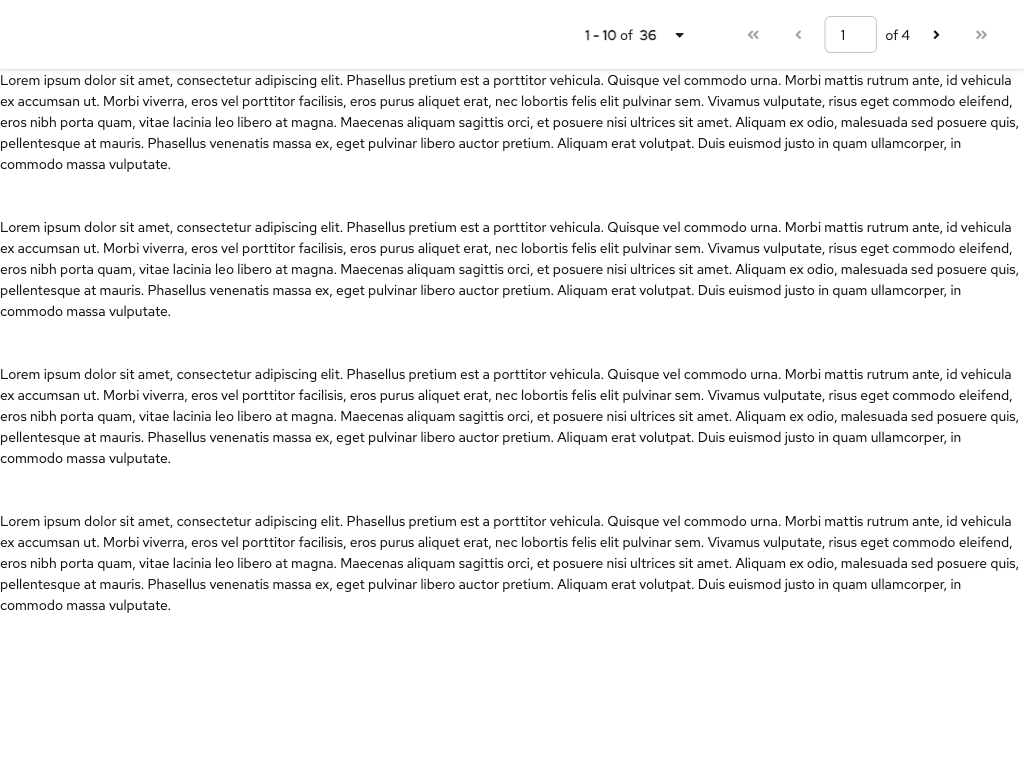 1 - 10 of 36 1 of 4
Lorem ipsum dolor sit amet, consectetur adipiscing elit. Phasellus pretium est a porttitor vehicula. Quisque vel commodo urna. Morbi mattis rutrum ante, id vehicula
ex accumsan ut. Morbi viverra, eros vel porttitor facilisis, eros purus aliquet erat, nec lobortis felis elit pulvinar sem. Vivamus vulputate, risus eget commodo eleifend,
eros nibh porta quam, vitae lacinia leo libero at magna. Maecenas aliquam sagittis orci, et posuere nisi ultrices sit amet. Aliquam ex odio, malesuada sed posuere quis,
pellentesque at mauris. Phasellus venenatis massa ex, eget pulvinar libero auctor pretium. Aliquam erat volutpat. Duis euismod justo in quam ullamcorper, in
commodo massa vulputate.
Lorem ipsum dolor sit amet, consectetur adipiscing elit. Phasellus pretium est a porttitor vehicula. Quisque vel commodo urna. Morbi mattis rutrum ante, id vehicula
ex accumsan ut. Morbi viverra, eros vel porttitor facilisis, eros purus aliquet erat, nec lobortis felis elit pulvinar sem. Vivamus vulputate, risus eget commodo eleifend,
eros nibh porta quam, vitae lacinia leo libero at magna. Maecenas aliquam sagittis orci, et posuere nisi ultrices sit amet. Aliquam ex odio, malesuada sed posuere quis,
pellentesque at mauris. Phasellus venenatis massa ex, eget pulvinar libero auctor pretium. Aliquam erat volutpat. Duis euismod justo in quam ullamcorper, in
commodo massa vulputate.
Lorem ipsum dolor sit amet, consectetur adipiscing elit. Phasellus pretium est a porttitor vehicula. Quisque vel commodo urna. Morbi mattis rutrum ante, id vehicula
ex accumsan ut. Morbi viverra, eros vel porttitor facilisis, eros purus aliquet erat, nec lobortis felis elit pulvinar sem. Vivamus vulputate, risus eget commodo eleifend,
eros nibh porta quam, vitae lacinia leo libero at magna. Maecenas aliquam sagittis orci, et posuere nisi ultrices sit amet. Aliquam ex odio, malesuada sed posuere quis,
pellentesque at mauris. Phasellus venenatis massa ex, eget pulvinar libero auctor pretium. Aliquam erat volutpat. Duis euismod justo in quam ullamcorper, in
commodo massa vulputate.
Lorem ipsum dolor sit amet, consectetur adipiscing elit. Phasellus pretium est a porttitor vehicula. Quisque vel commodo urna. Morbi mattis rutrum ante, id vehicula
ex accumsan ut. Morbi viverra, eros vel porttitor facilisis, eros purus aliquet erat, nec lobortis felis elit pulvinar sem. Vivamus vulputate, risus eget commodo eleifend,
eros nibh porta quam, vitae lacinia leo libero at magna. Maecenas aliquam sagittis orci, et posuere nisi ultrices sit amet. Aliquam ex odio, malesuada sed posuere quis,
pellentesque at mauris. Phasellus venenatis massa ex, eget pulvinar libero auctor pretium. Aliquam erat volutpat. Duis euismod justo in quam ullamcorper, in
commodo massa vulputate.